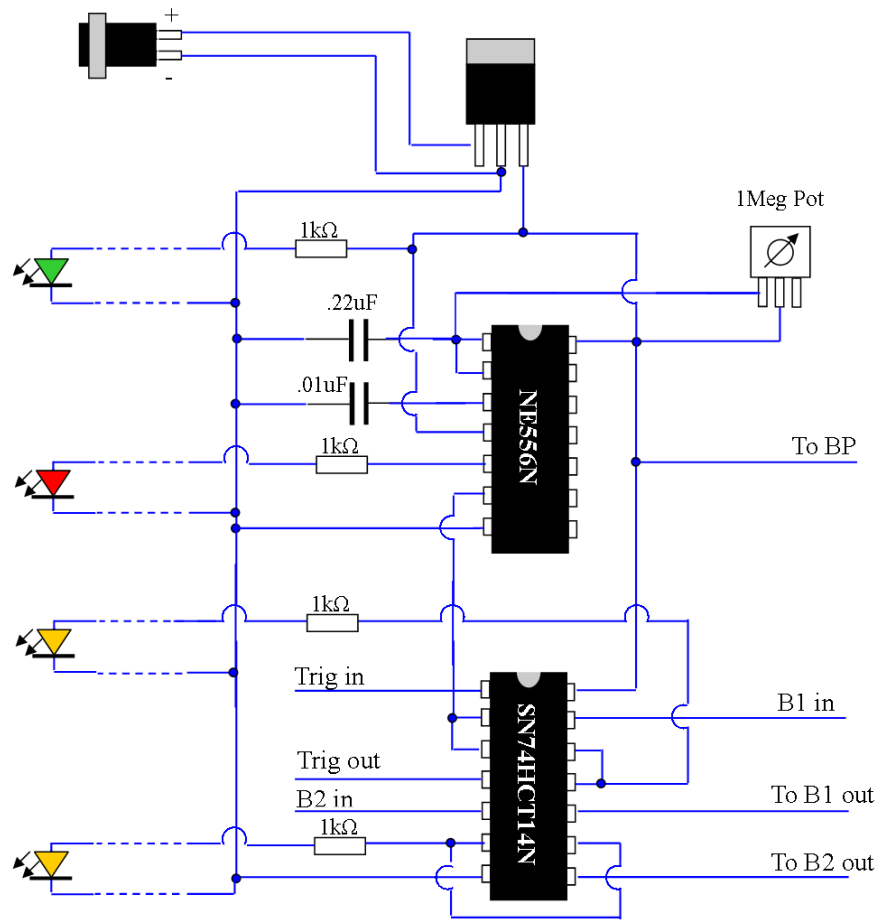 +
-
1kΩ
1Meg Pot
.22uF
.01uF
NE556N
1kΩ
To BP
1kΩ
Trig in
SN74HCT14N
B1 in
Trig out
B2 in
To B1 out
1kΩ
To B2 out